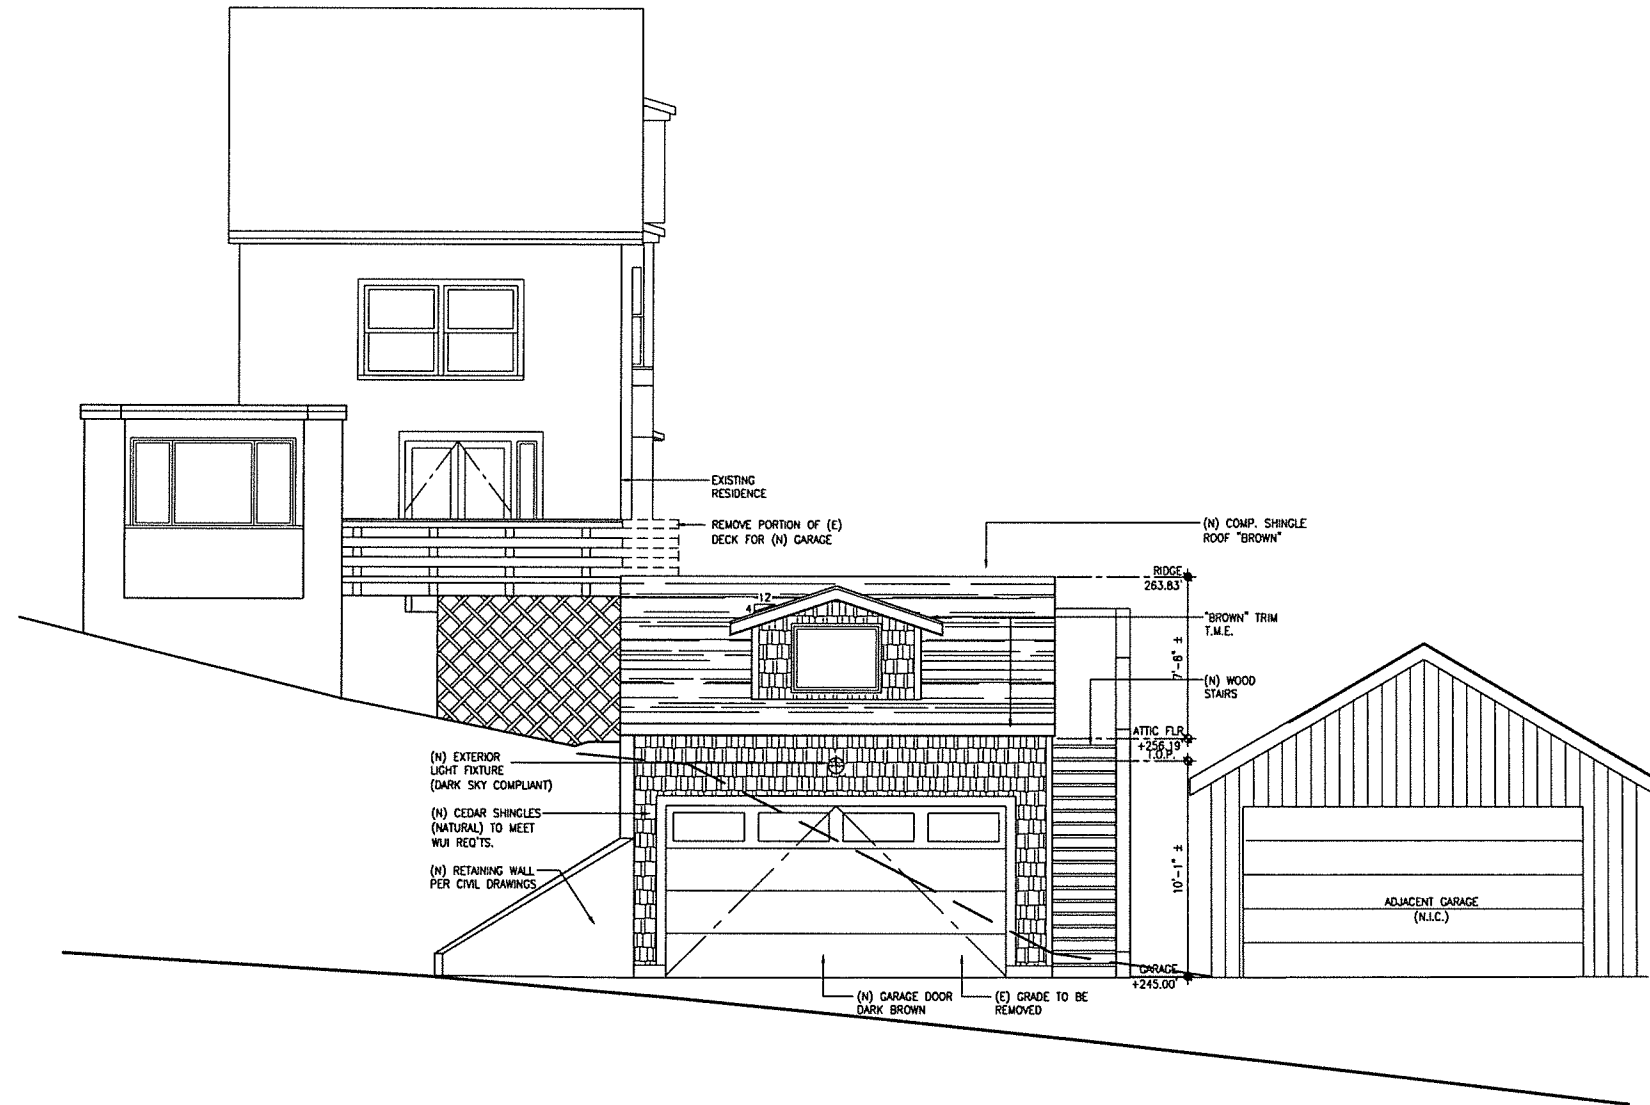 EXISTING
RESIDENCE
REMOVE PORTION OF (E)
DECK FOR (N) GARAGE
(N) COMP. SHINGLE
ROOF "BROWN"
RIDGE
263.83'
12
4
"BROWN" TRIM
T.M.E.
7'-8" ±
(N) WOOD
STAIRS
ATTIC FLR
+256.19
T.O.P.
(N) EXTERIOR
LIGHT FIXTURE
(DARK SKY COMPLIANT)
(N) CEDAR SHINGLES
(NATURAL) TO MEET
WUI REQ'TS.
(N) RETAINING WALL
PER CIVIL DRAWINGS
10'-1" ±
ADJACENT GARAGE
(N.I.C.)
GARAGE
+245.00'
(N) GARAGE DOOR
DARK BROWN
(E) GRADE TO BE
REMOVED